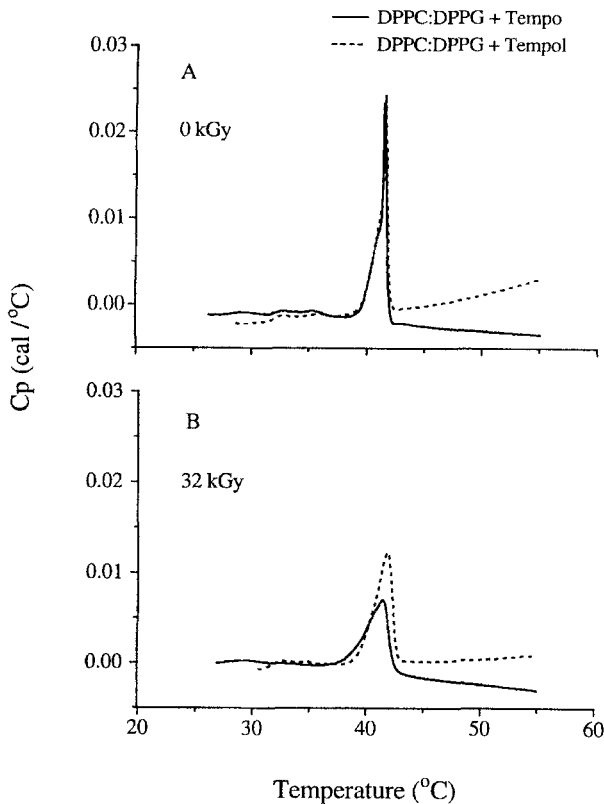 DPPC:DPPG + Tempo
DPPC:DPPG + Tempol
A
0 kGy
0.03
0.02
0.01
0.00
Cp (cal /°C)
B
32 kGy
0.03
0.02
0.01
0.00
20 30 40 50 60
Temperature (°C)